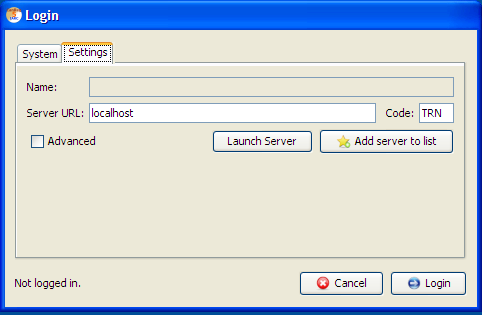 Login
System Settings
Name:
Server URL: localhost Code: TRN
Advanced Launch Server Add server to list
Not logged in. Cancel Login